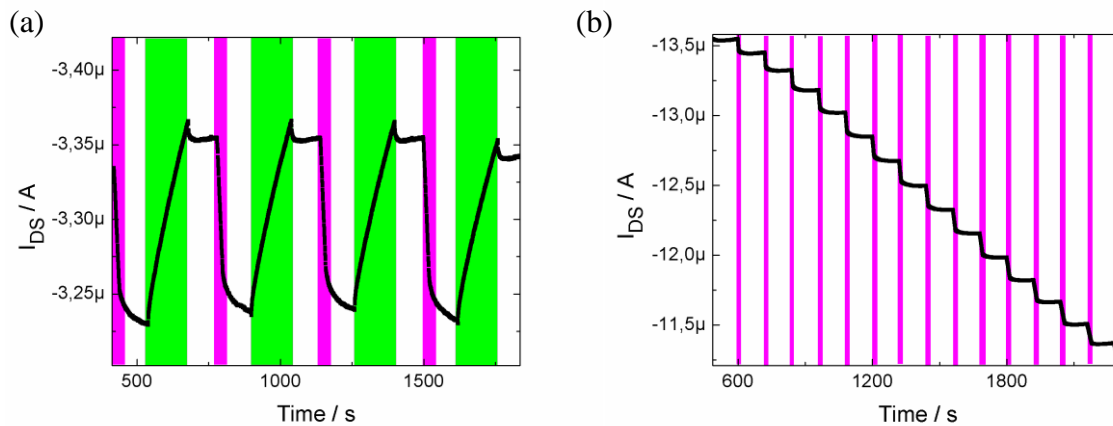 (a)
-3,40µ
-3,35µ
-3,30µ
-3,25µ
I_DS / A
500
1000
1500
Time / s
(b)
-13,5µ
-13,0µ
-12,5µ
-12,0µ
-11,5µ
I_DS / A
600
1200
1800
Time / s